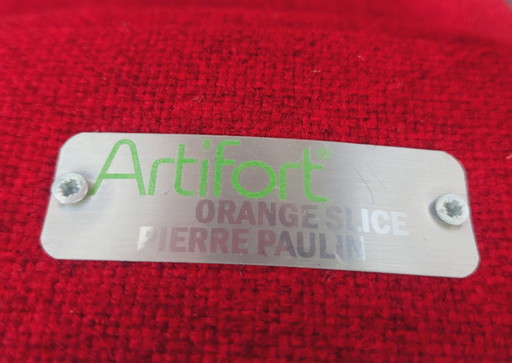 Artifort®
ORANGE SLICE
PIERRE PAULIN